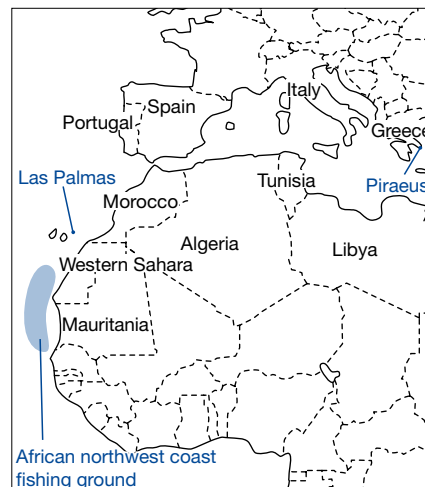 Italy
Spain
Portugal
Greece
Las Palmas
Tunisia
Piraeus
Morocco
Algeria
Libya
Western Sahara
Mauritania
African northwest coast
fishing ground